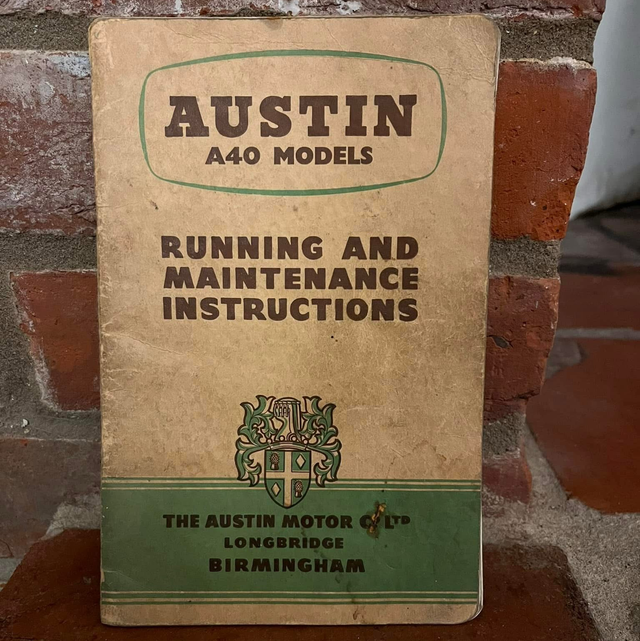 AUSTIN
A40 MODELS
RUNNING AND
MAINTENANCE
INSTRUCTIONS
THE AUSTIN MOTOR CO LTD
LONGBRIDGE
BIRMINGHAM